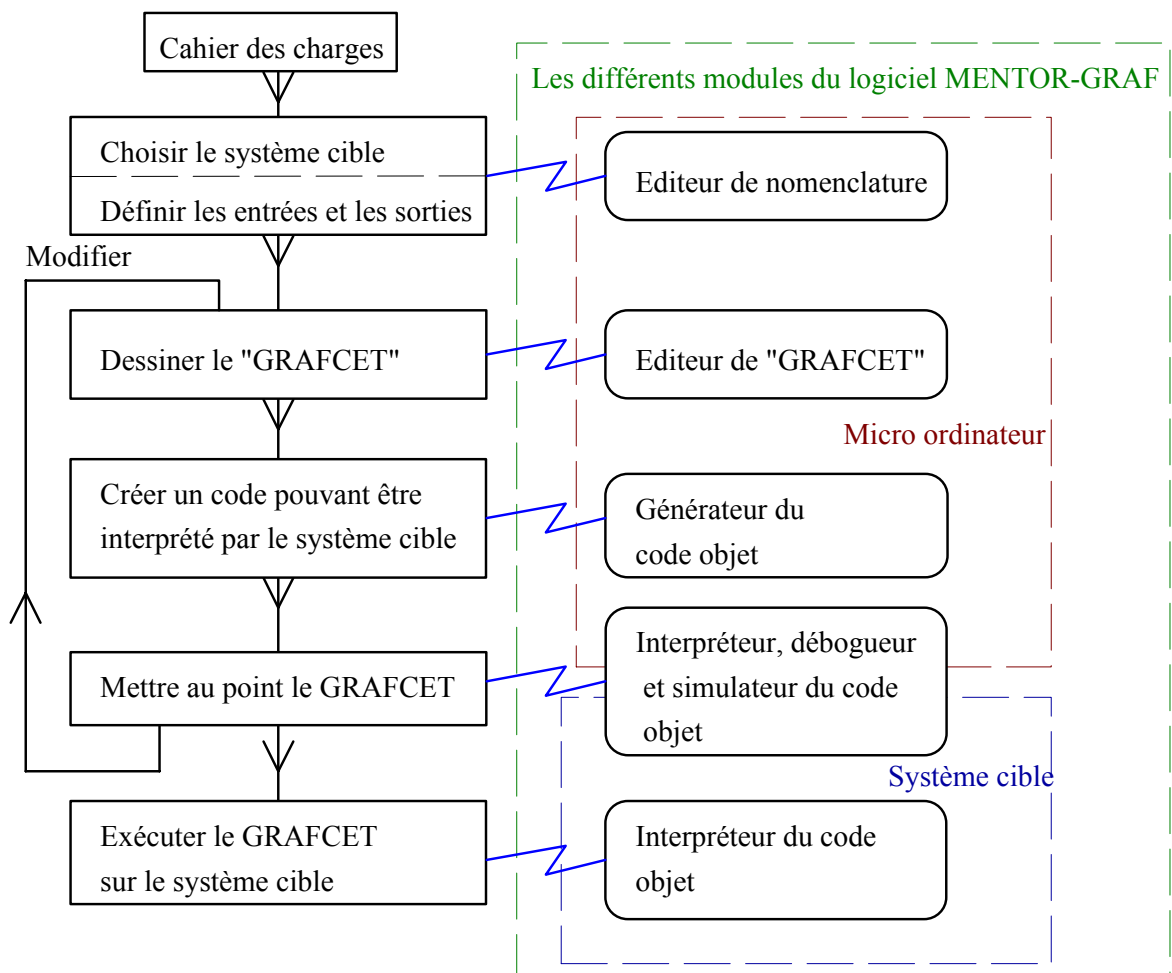 Cahier des charges
Les différents modules du logiciel MENTOR-GRAF
Choisir le système cible
Définir les entrées et les sorties
Editeur de nomenclature
Modifier
Dessiner le "GRAFCET"
Editeur de "GRAFCET"
Micro ordinateur
Créer un code pouvant être
interprété par le système cible
Générateur du
code objet
Mettre au point le GRAFCET
Interpréteur, débogueur
et simulateur du code
objet
Système cible
Exécuter le GRAFCET
sur le système cible
Interpréteur du code
objet